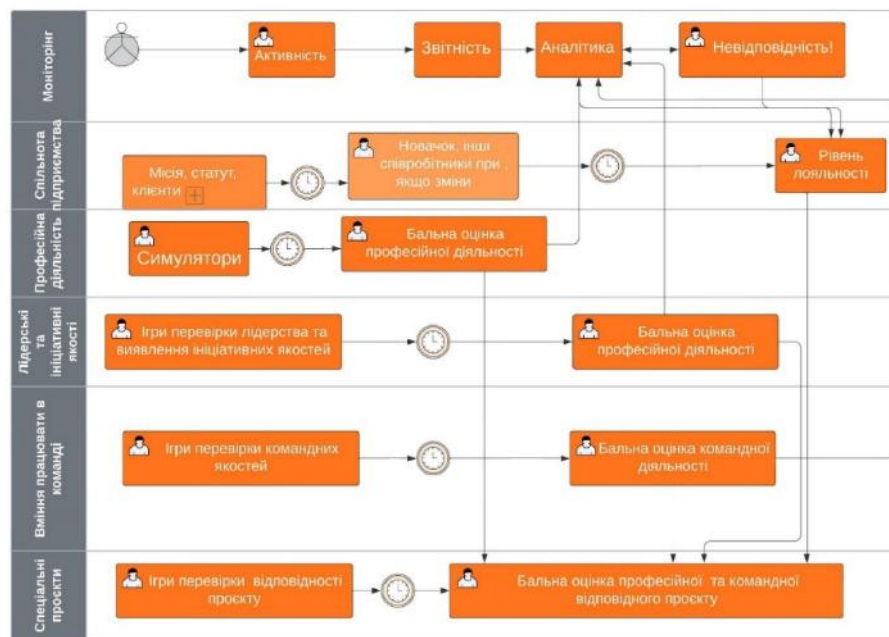 Моніторинг
Активність
Звітність
Аналітика
Невідповідність!
Спільнота
підприємства
Місія, статут,
клієнти
Новачок, інші
співробітники при .
якщо зміни
Рівень
лояльності
Професійна
діяльність
Симулятори
Бальна оцінка
професійної діяльності
Лідерські
та
ініціативні
якості
Ігри перевірки лідерства та
виявлення ініціативних якостей
Бальна оцінка
професійної діяльності
Вміння працювати в
команді
Ігри перевірки командних
якостей
Бальна оцінка командної
діяльності
Спеціальні
проєкти
Ігри перевірки відповідності
проєкту
Бальна оцінка професійної та командної
відповідного проєкту